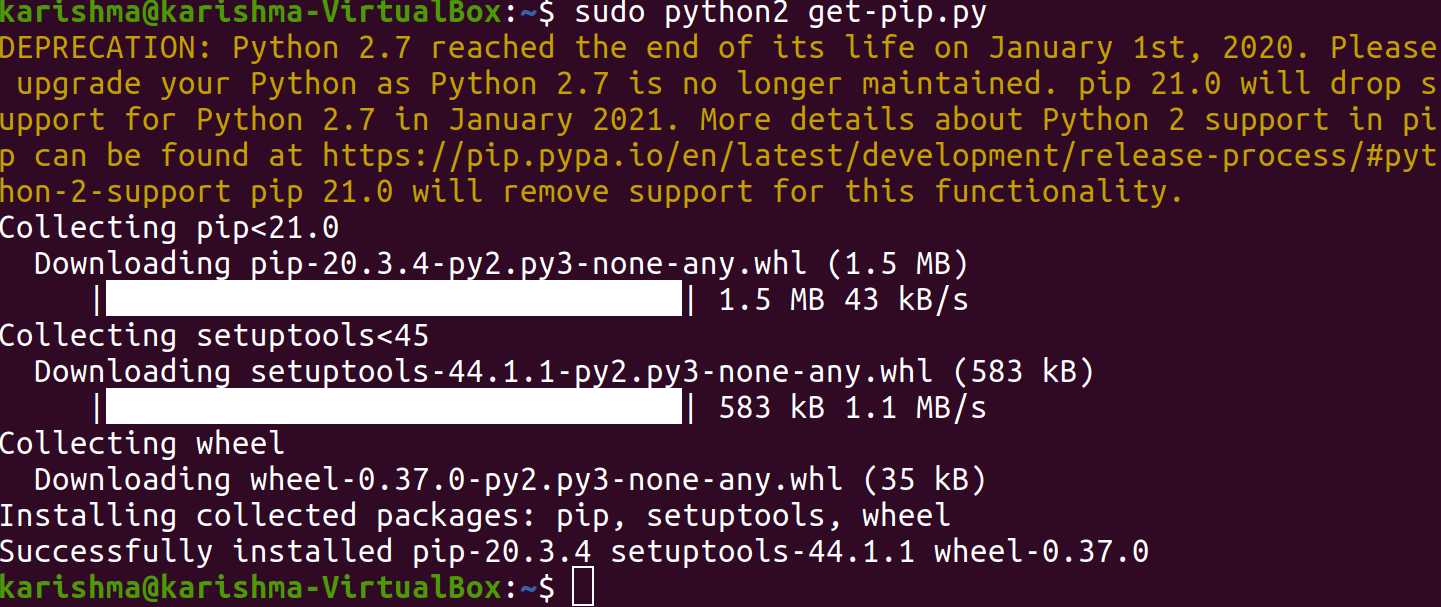 karishma@karishma-VirtualBox:~$ sudo python2 get-pip.py
DEPRECATION: Python 2.7 reached the end of its life on January 1st, 2020. Please
 upgrade your Python as Python 2.7 is no longer maintained. pip 21.0 will drop s
upport for Python 2.7 in January 2021. More details about Python 2 support in pi
p can be found at https://pip.pypa.io/en/latest/development/release-process/#pyt
hon-2-support pip 21.0 will remove support for this functionality.
Collecting pip<21.0
  Downloading pip-20.3.4-py2.py3-none-any.whl (1.5 MB)
     |████████████████████████████████| 1.5 MB 43 kB/s
Collecting setuptools<45
  Downloading setuptools-44.1.1-py2.py3-none-any.whl (583 kB)
     |████████████████████████████████| 583 kB 1.1 MB/s
Collecting wheel
  Downloading wheel-0.37.0-py2.py3-none-any.whl (35 kB)
Installing collected packages: pip, setuptools, wheel
Successfully installed pip-20.3.4 setuptools-44.1.1 wheel-0.37.0
karishma@karishma-VirtualBox:~$